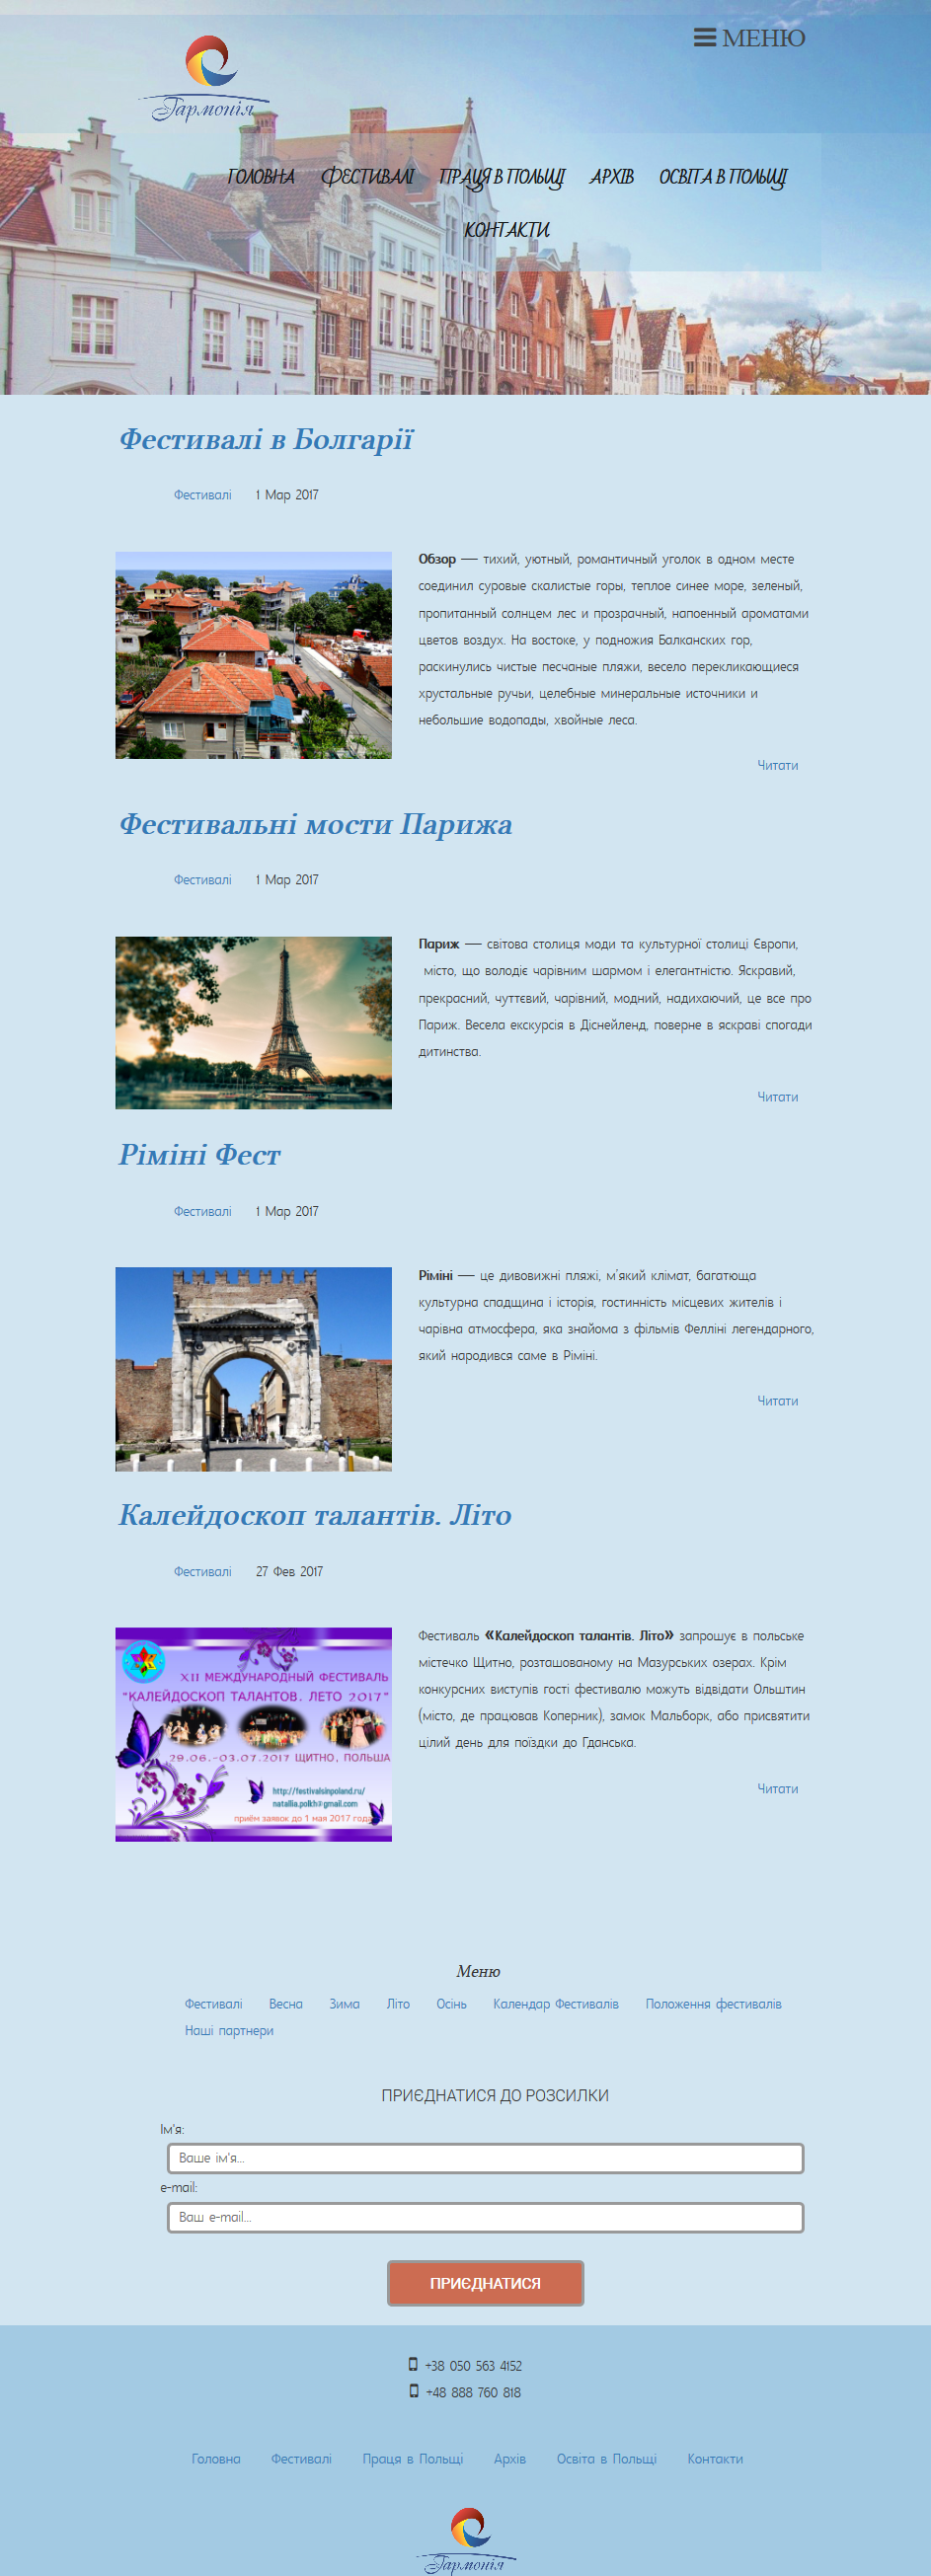 МЕНЮ
Гармонія
ГОЛОВНА ФЕСТИВАЛІ ПРАЦЯ В ПОЛЬЩІ АРХІВ ОСВІТА В ПОЛЬЩІ
КОНТАКТИ
Фестивалі в Болгарії
Фестивалі 1 Мар 2017
Обзор — тихий, уютный, романтичный уголок в одном месте
соединил суровые скалистые горы, теплое синее море, зеленый,
пропитанный солнцем лес и прозрачный, напоенный ароматами
цветов воздух. На востоке, у подножия Балканских гор,
раскинулись чистые песчаные пляжи, весело перекликающиеся
хрустальные ручьи, целебные минеральные источники и
небольшие водопады, хвойные леса.
Читати
Фестивальні мости Парижа
Фестивалі 1 Мар 2017
Париж — світова столиця моди та культурної столиці Європи,
місто, що володіє чарівним шармом і елегантністю. Яскравий,
прекрасний, чуттєвий, чарівний, модний, надихаючий, це все про
Париж. Весела екскурсія в Діснейленд, поверне в яскраві спогади
дитинства.
Читати
Ріміні Фест
Фестивалі 1 Мар 2017
Ріміні — це дивовижні пляжі, м'який клімат, багатюща
культурна спадщина і історія, гостинність місцевих жителів і
чарівна атмосфера, яка знайома з фільмів Фелліні легендарного,
який народився саме в Ріміні.
Читати
Калейдоскоп талантів. Літо
Фестивалі 27 Фев 2017
XII МЕЖДУНАРОДНЫЙ ФЕСТИВАЛЬ
"КАЛЕЙДОСКОП ТАЛАНТОВ. ЛЕТО 2017"
29.06.-03.07.2017 ЩИТНО, ПОЛЬША
http://festivalsinpoland.ru/
natallia.polkh@gmail.com
приём заявок до 1 мая 2017 года
Фестиваль «Калейдоскоп талантів. Літо» запрошує в польське
містечко Щитно, розташованому на Мазурських озерах. Крім
конкурсних виступів гості фестивалю можуть відвідати Ольштин
(місто, де працював Коперник), замок Мальборк, або присвятити
цілий день для поїздки до Гданська.
Читати
Меню
Фестивалі Весна Зима Літо Осінь Календар Фестивалів Положення фестивалів
Наші партнери
ПРИЄДНАТИСЯ ДО РОЗСИЛКИ
Ім'я:
Ваше ім'я...
e-mail:
Ваш e-mail...
ПРИЄДНАТИСЯ
+38 050 563 4152
+48 888 760 818
Головна Фестивалі Праця в Польщі Архів Освіта в Польщі Контакти
Гармонія